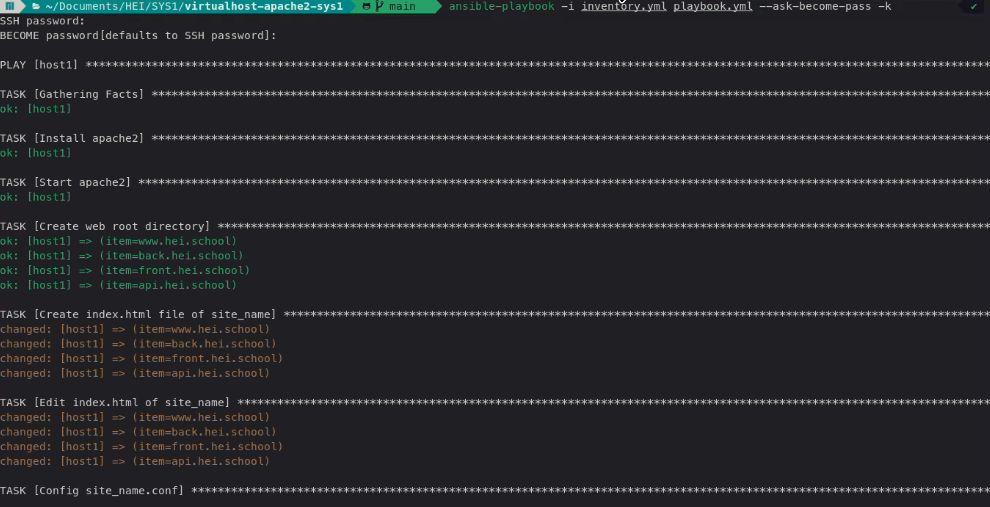 ~/Documents/HEI/SYS1/virtualhost-apache2-sys1 main ansible-playbook -i inventory.yml playbook.yml --ask-become-pass -k ✔
SSH password:
BECOME password[defaults to SSH password]:
PLAY [host1] ******************************************************************************************************************************************
TASK [Gathering Facts] ********************************************************************************************************************************
ok: [host1]
TASK [Install apache2] ********************************************************************************************************************************
ok: [host1]
TASK [Start apache2] **********************************************************************************************************************************
ok: [host1]
TASK [Create web root directory] **********************************************************************************************************************
ok: [host1] => (item=www.hei.school)
ok: [host1] => (item=back.hei.school)
ok: [host1] => (item=front.hei.school)
ok: [host1] => (item=api.hei.school)
TASK [Create index.html file of site_name] ************************************************************************************************************
changed: [host1] => (item=www.hei.school)
changed: [host1] => (item=back.hei.school)
changed: [host1] => (item=front.hei.school)
changed: [host1] => (item=api.hei.school)
TASK [Edit index.html of site_name] *******************************************************************************************************************
changed: [host1] => (item=www.hei.school)
changed: [host1] => (item=back.hei.school)
changed: [host1] => (item=front.hei.school)
changed: [host1] => (item=api.hei.school)
TASK [Config site_name.conf] **************************************************************************************************************************